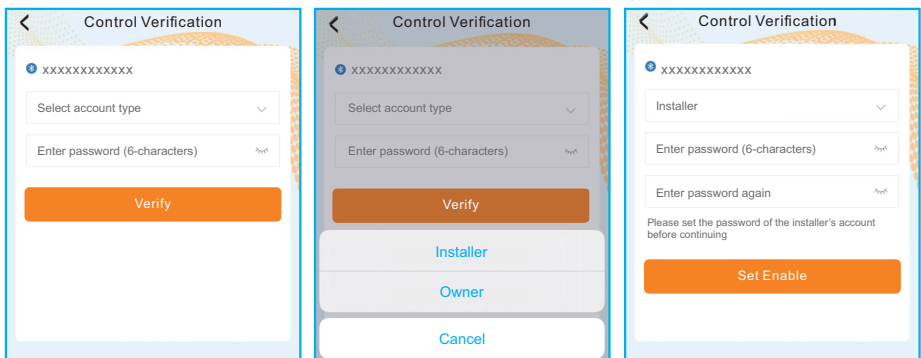 Control Verification
xxxxxxxxxxxx
Select account type
Enter password (6-characters)
Verify
Control Verification
xxxxxxxxxxxx
Select account type
Enter password (6-characters)
Verify
Installer
Owner
Cancel
Control Verification
xxxxxxxxxxxx
Installer
Enter password (6-characters)
Enter password again
Please set the password of the installer's account
before continuing
Set Enable